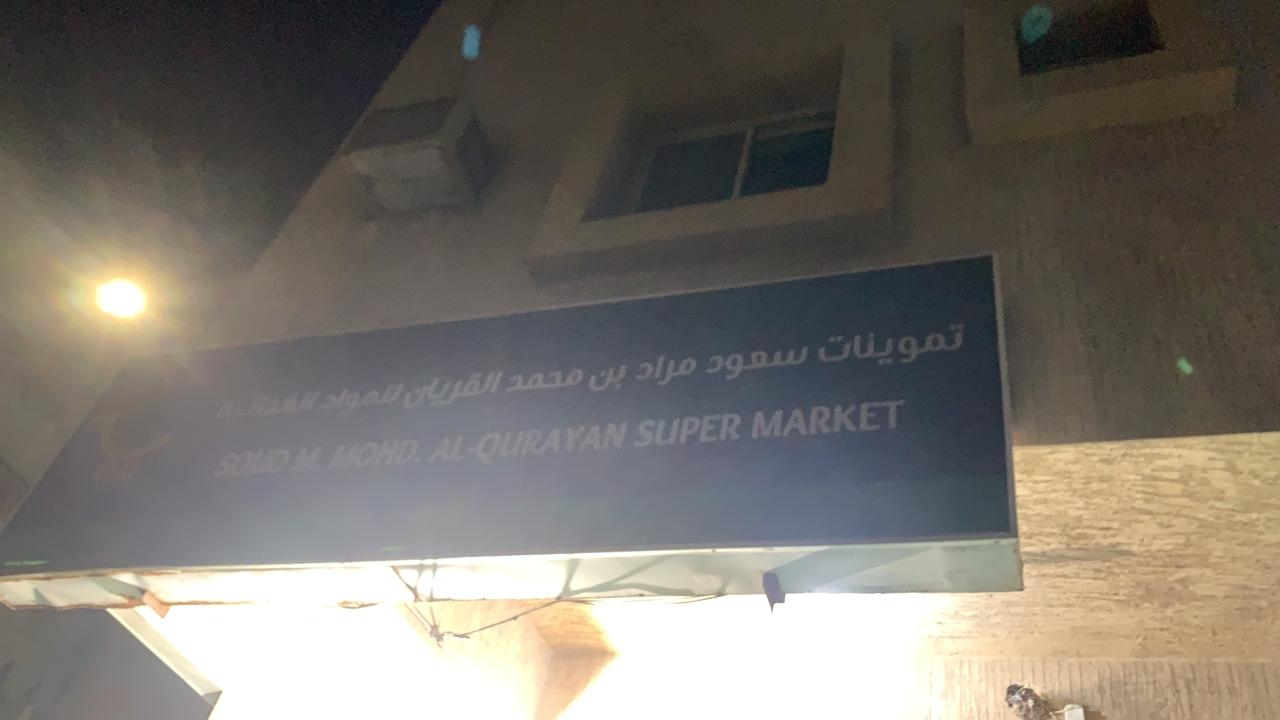 تموينات سعود مراد بن محمد القريان للمواد الغذائية
SOUD M. MOHD. AL-QURAYAN SUPER MARKET